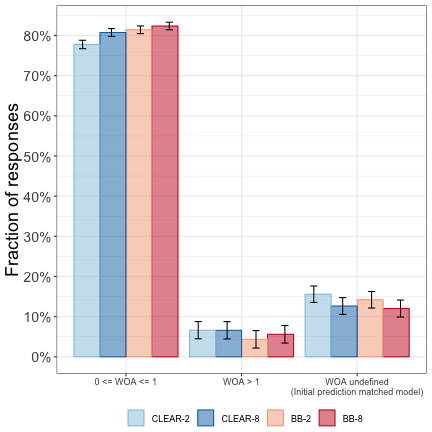 Fraction of responses
80%
70%
60%
50%
40%
30%
20%
10%
0%
0 <= WOA <= 1
WOA > 1
WOA undefined
(Initial prediction matched model)
CLEAR-2
CLEAR-8
BB-2
BB-8